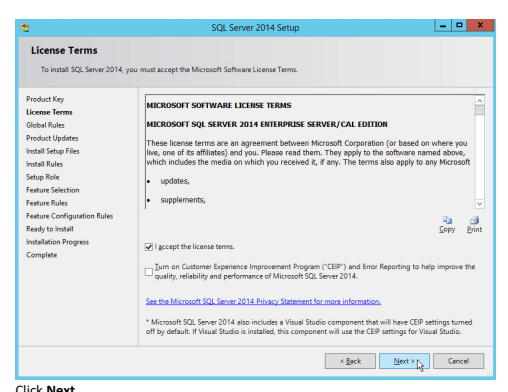 SQL Server 2014 Setup
License Terms
To install SQL Server 2014, you must accept the Microsoft Software License Terms.
Product Key
License Terms
Global Rules
Product Updates
Install Setup Files
Install Rules
Setup Role
Feature Selection
Feature Rules
Feature Configuration Rules
Ready to Install
Installation Progress
Complete
MICROSOFT SOFTWARE LICENSE TERMS
MICROSOFT SQL SERVER 2014 ENTERPRISE SERVER/CAL EDITION
These license terms are an agreement between Microsoft Corporation (or based on where you
live, one of its affiliates) and you. Please read them. They apply to the software named above,
which includes the media on which you received it, if any. The terms also apply to any Microsoft
• updates,
• supplements,
Copy Print
I accept the license terms.
Turn on Customer Experience Improvement Program ("CEIP") and Error Reporting to help improve the
quality, reliability and performance of Microsoft SQL Server 2014.
See the Microsoft SQL Server 2014 Privacy Statement for more information.
* Microsoft SQL Server 2014 also includes a Visual Studio component that will have CEIP settings turned
off by default. If Visual Studio is installed, this component will use the CEIP settings for Visual Studio.
< Back Next > Cancel
Click Next